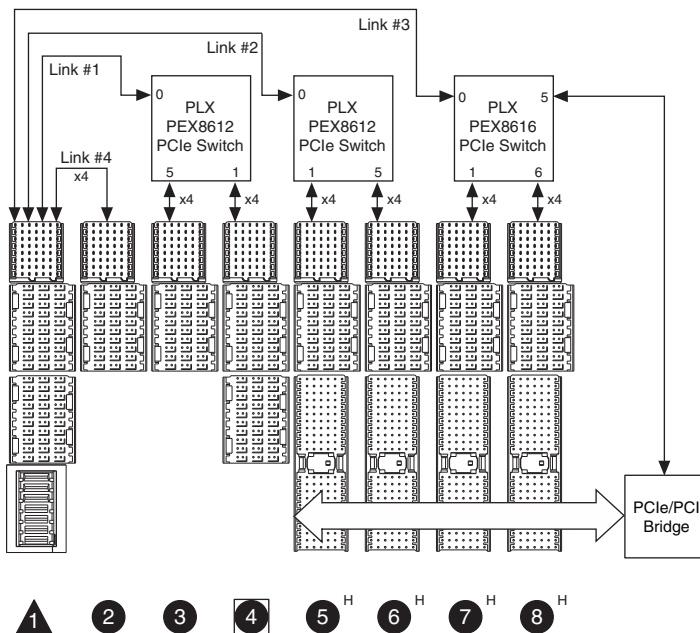 Link #3
Link #2
Link #1
0
PLX
PEX8612
PCIe Switch
5 1
0
PLX
PEX8612
PCIe Switch
1 5
0 5
PLX
PEX8616
PCIe Switch
1 6
Link #4
x4
x4
x4
x4
x4
x4
x4
PCIe/PCI
Bridge
1
2
3
4
5 H
6 H
7 H
8 H